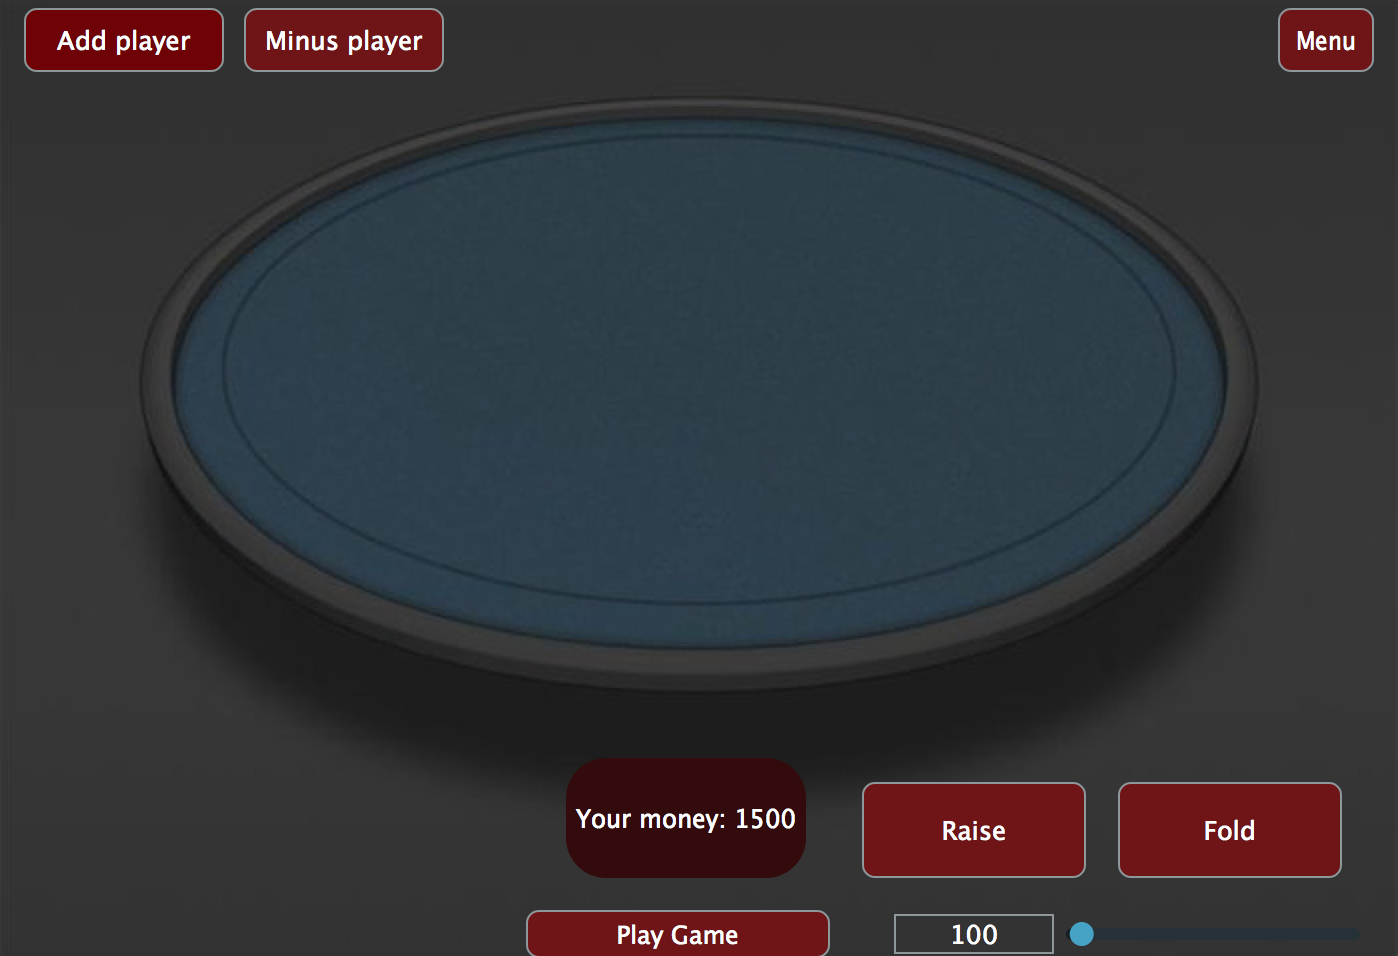 Add player
Minus player
Menu
Your money: 1500
Raise
Fold
Play Game
100